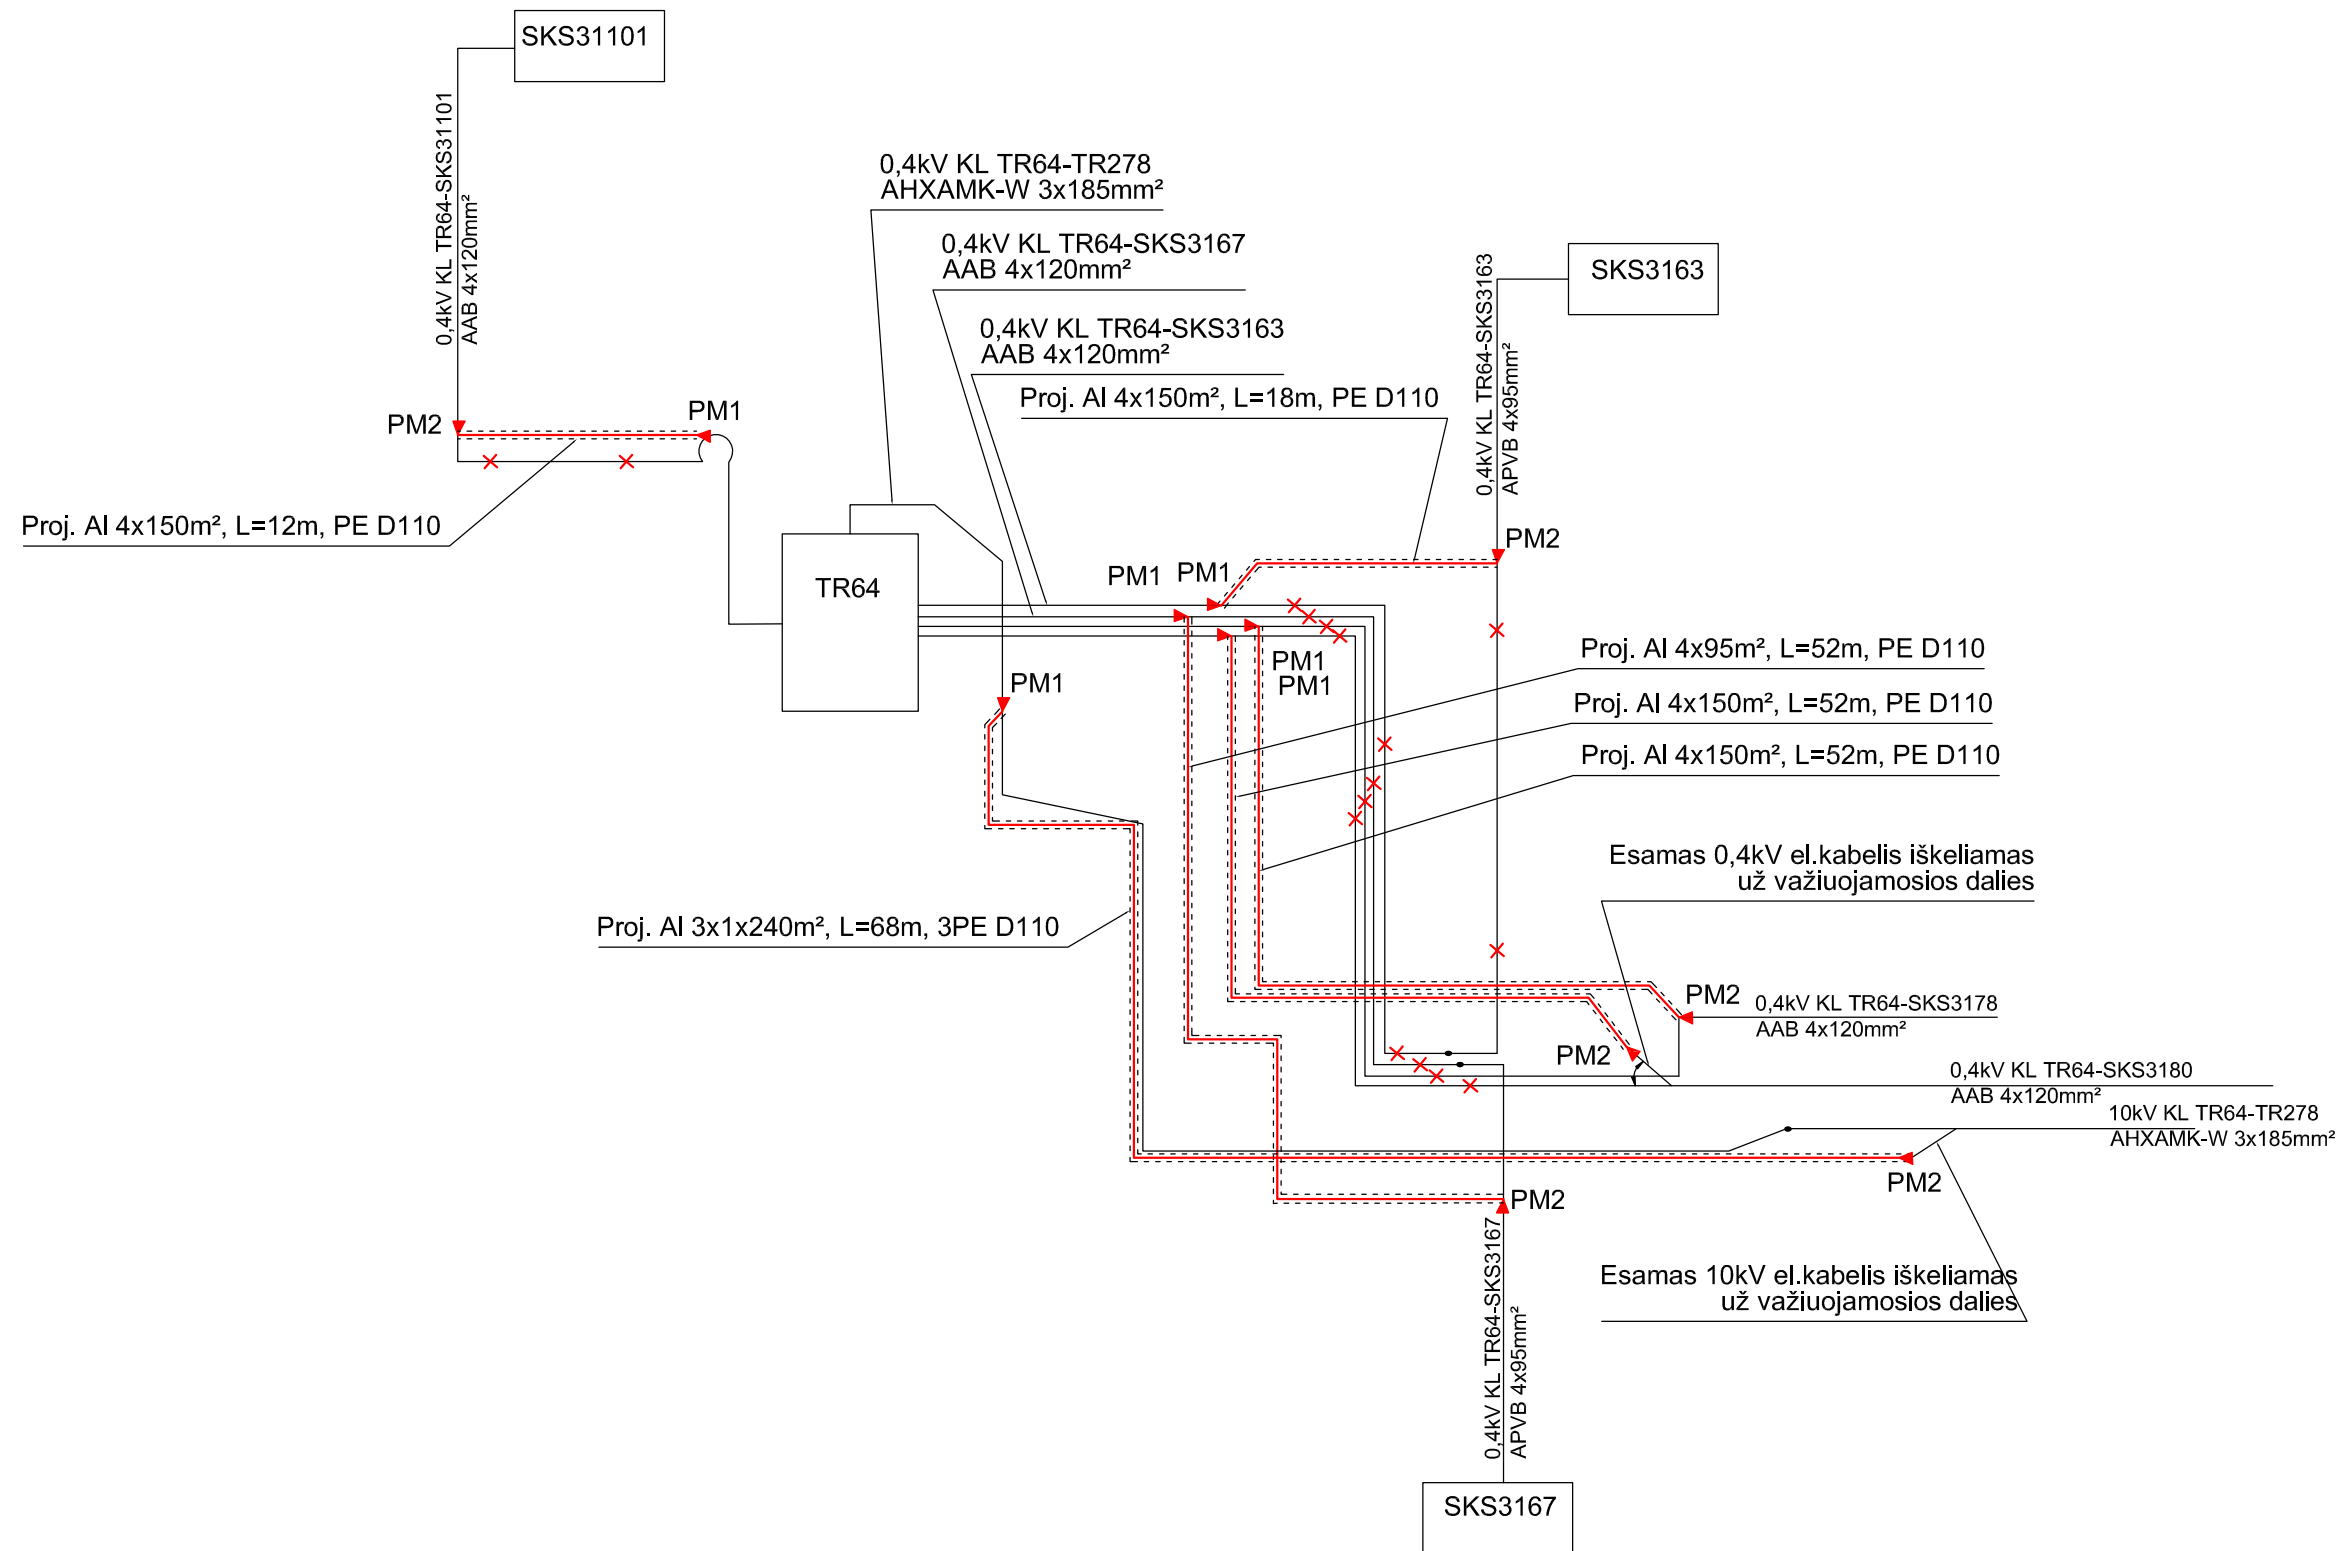 SKS31101
0,4kV KL TR64-SKS31101
AAB 4x120mm²
0,4kV KL TR64-TR278
AHXAMK-W 3x185mm²
0,4kV KL TR64-SKS3167
AAB 4x120mm²
SKS3163
0,4kV KL TR64-SKS3163
APVB 4x95mm²
0,4kV KL TR64-SKS3163
AAB 4x120mm²
Proj. Al 4x150m², L=18m, PE D110
PM2
PM1
Proj. Al 4x150m², L=12m, PE D110
PM2
TR64
PM1
PM1
PM1
PM1
PM1
Proj. Al 4x95m², L=52m, PE D110
Proj. Al 4x150m², L=52m, PE D110
Proj. Al 4x150m², L=52m, PE D110
Esamas 0,4kV el.kabelis iškeliamas
už važiuojamosios dalies
Proj. Al 3x1x240m², L=68m, 3PE D110
PM2
0,4kV KL TR64-SKS3178
AAB 4x120mm²
PM2
0,4kV KL TR64-SKS3180
AAB 4x120mm²
10kV KL TR64-TR278
AHXAMK-W 3x185mm²
PM2
PM2
0,4kV KL TR64-SKS3167
APVB 4x95mm²
Esamas 10kV el.kabelis iškeliamas
už važiuojamosios dalies
SKS3167